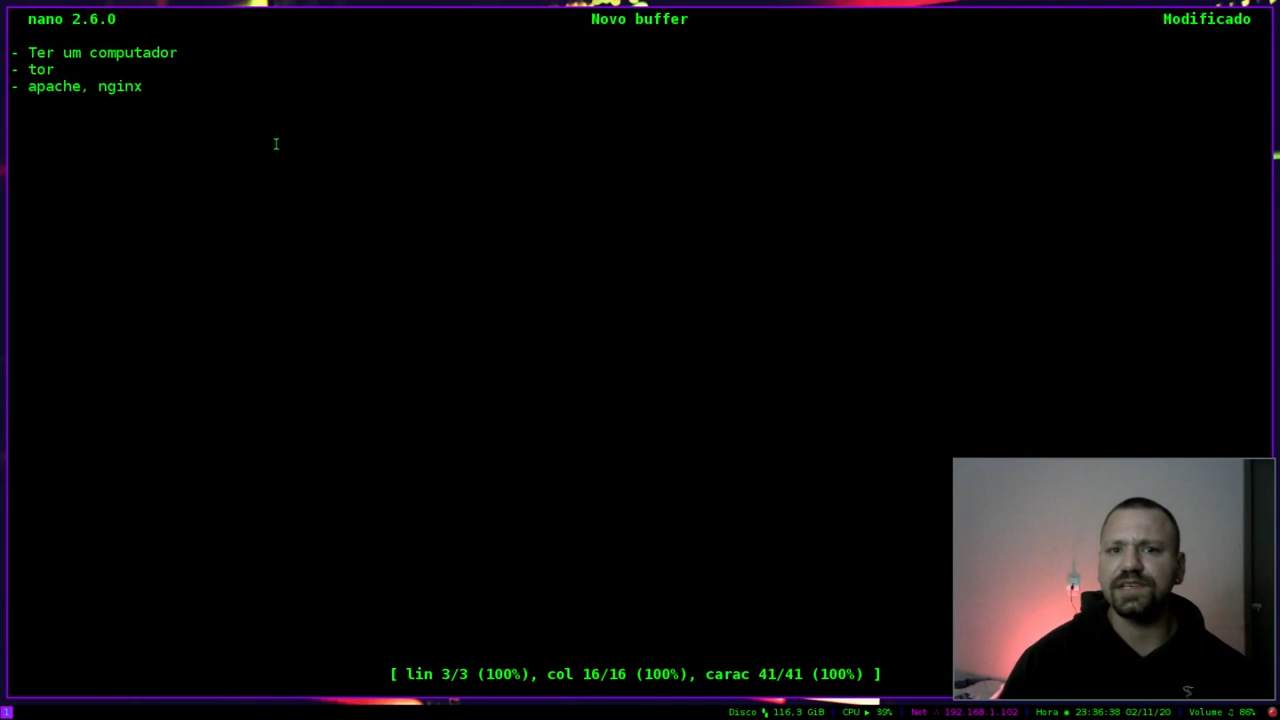 nano 2.6.0 Novo buffer Modificado
- Ter um computador
- tor
- apache, nginx
[ lin 3/3 (100%), col 16/16 (100%), carac 41/41 (100%) ]
1 Disco 116,3 GiB | CPU ▶ 39% | Net 192.168.1.102 | Hora 23:36:38 02/11/20 | Volume ♫ 86%